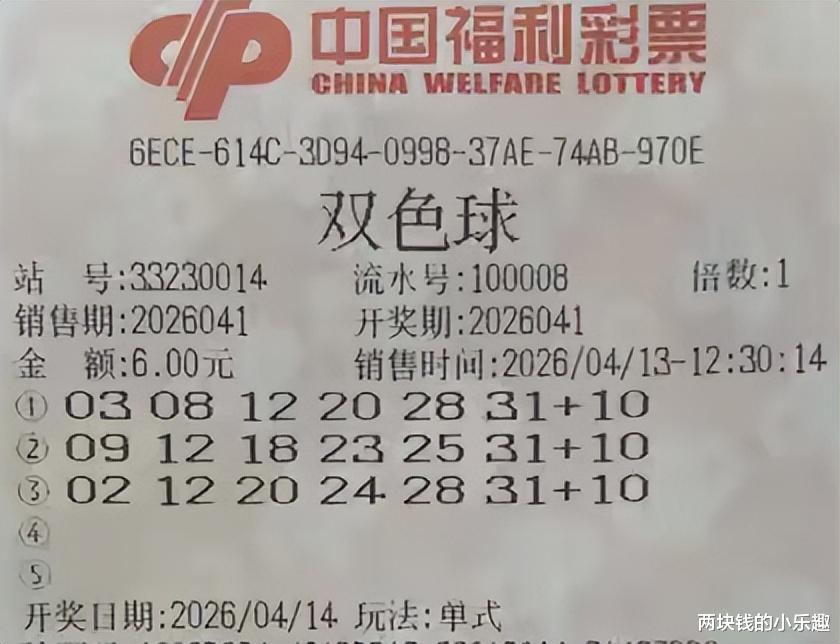 中国福利彩票
CHINA WELFARE LOTTERY
6ECE-614C-3D94-0998-37AE-74AB-970E
双色球
站 号:33230014 流水号:100008 倍数:1
销售期:2026041 开奖期:2026041
金 额:6.00元 销售时间:2026/04/13-12:30:14
① 03 08 12 20 28 31+10
② 09 12 18 23 25 31+10
③ 02 12 20 24 28 31+10
④
⑤
开奖日期:2026/04/14 玩法:单式
两块钱的小乐趣